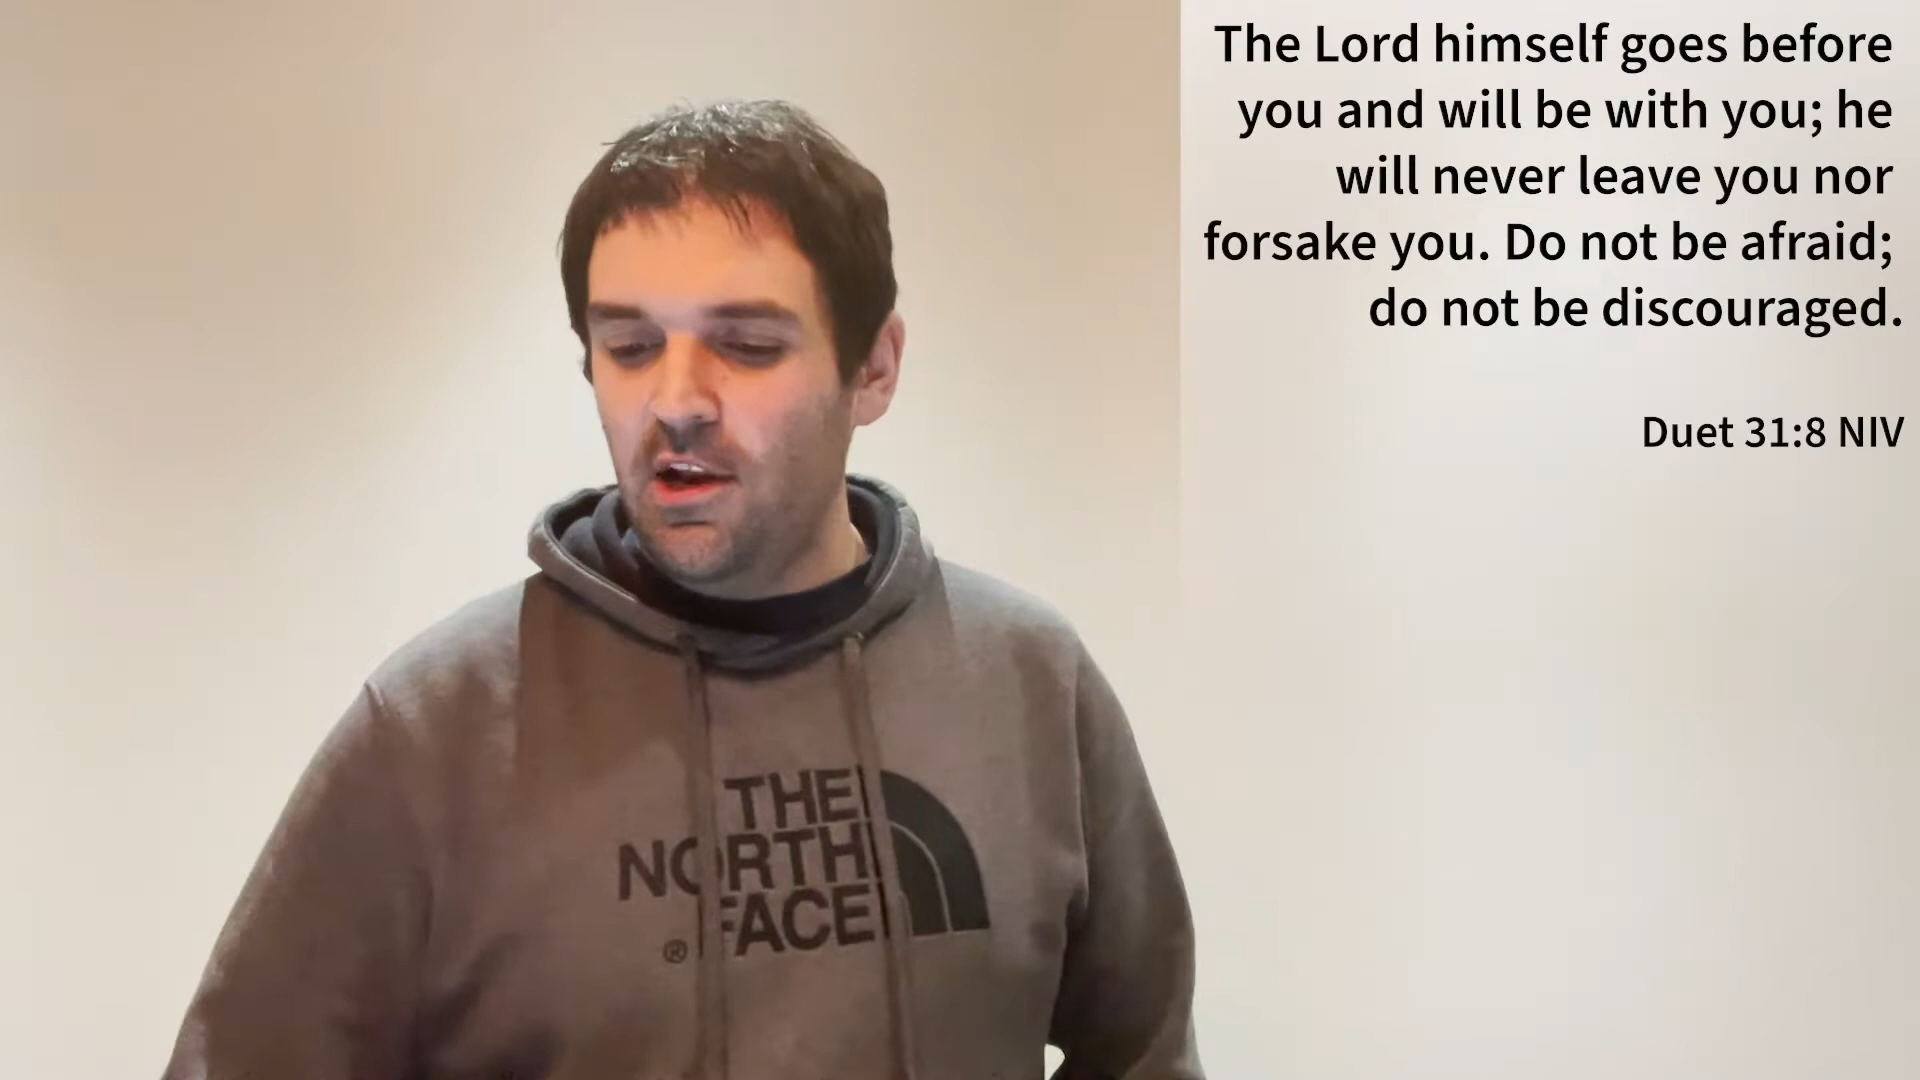 The Lord himself goes before
you and will be with you; he
will never leave you nor
forsake you. Do not be afraid;
do not be discouraged.
Duet 31:8 NIV
THE
NORTH
FACE
®